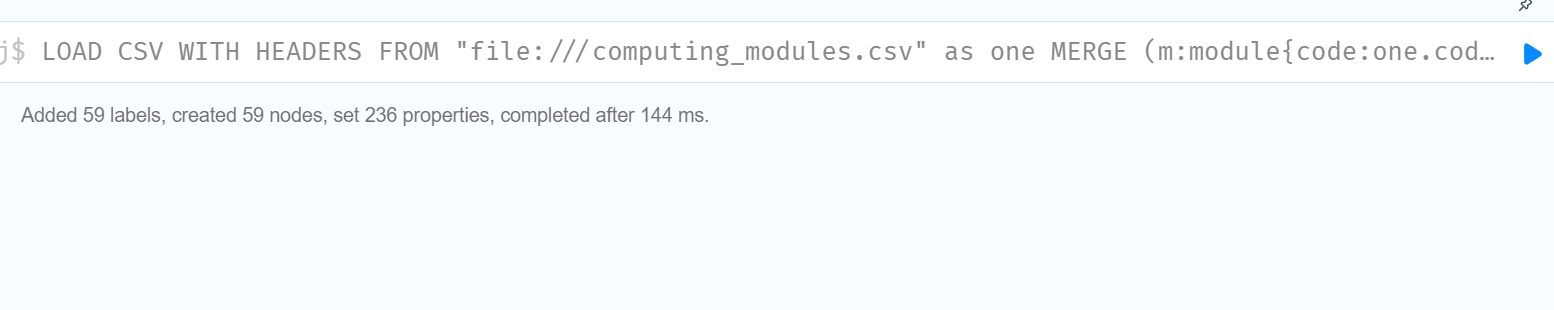 j$ LOAD CSV WITH HEADERS FROM "file:///computing_modules.csv" as one MERGE (m:module{code:one.cod…
Added 59 labels, created 59 nodes, set 236 properties, completed after 144 ms.